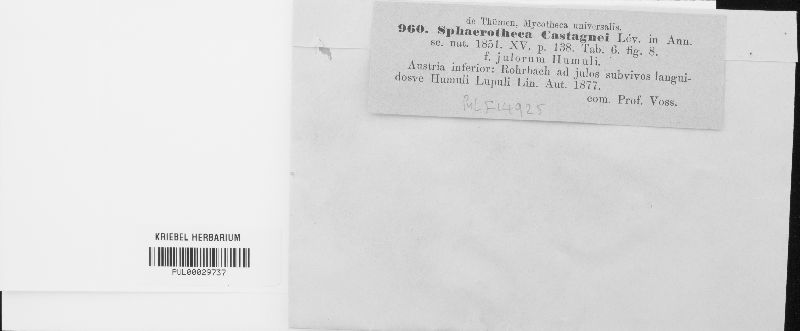 de Thümen, Mycotheca universalis.
960. Sphaerotheca Castagnei Lév. in Ann.
sc. nat. 1851. XV. p. 138. Tab. 6. fig. 8.
f. julorum Humuli.
Austria inferior: Rohrbach ad julos subvivos langui-
dosve Humuli Lupuli Lin. Aut. 1877.
com. Prof. Voss.
PUL F14925
KRIEBEL HERBARIUM
PUL00029737